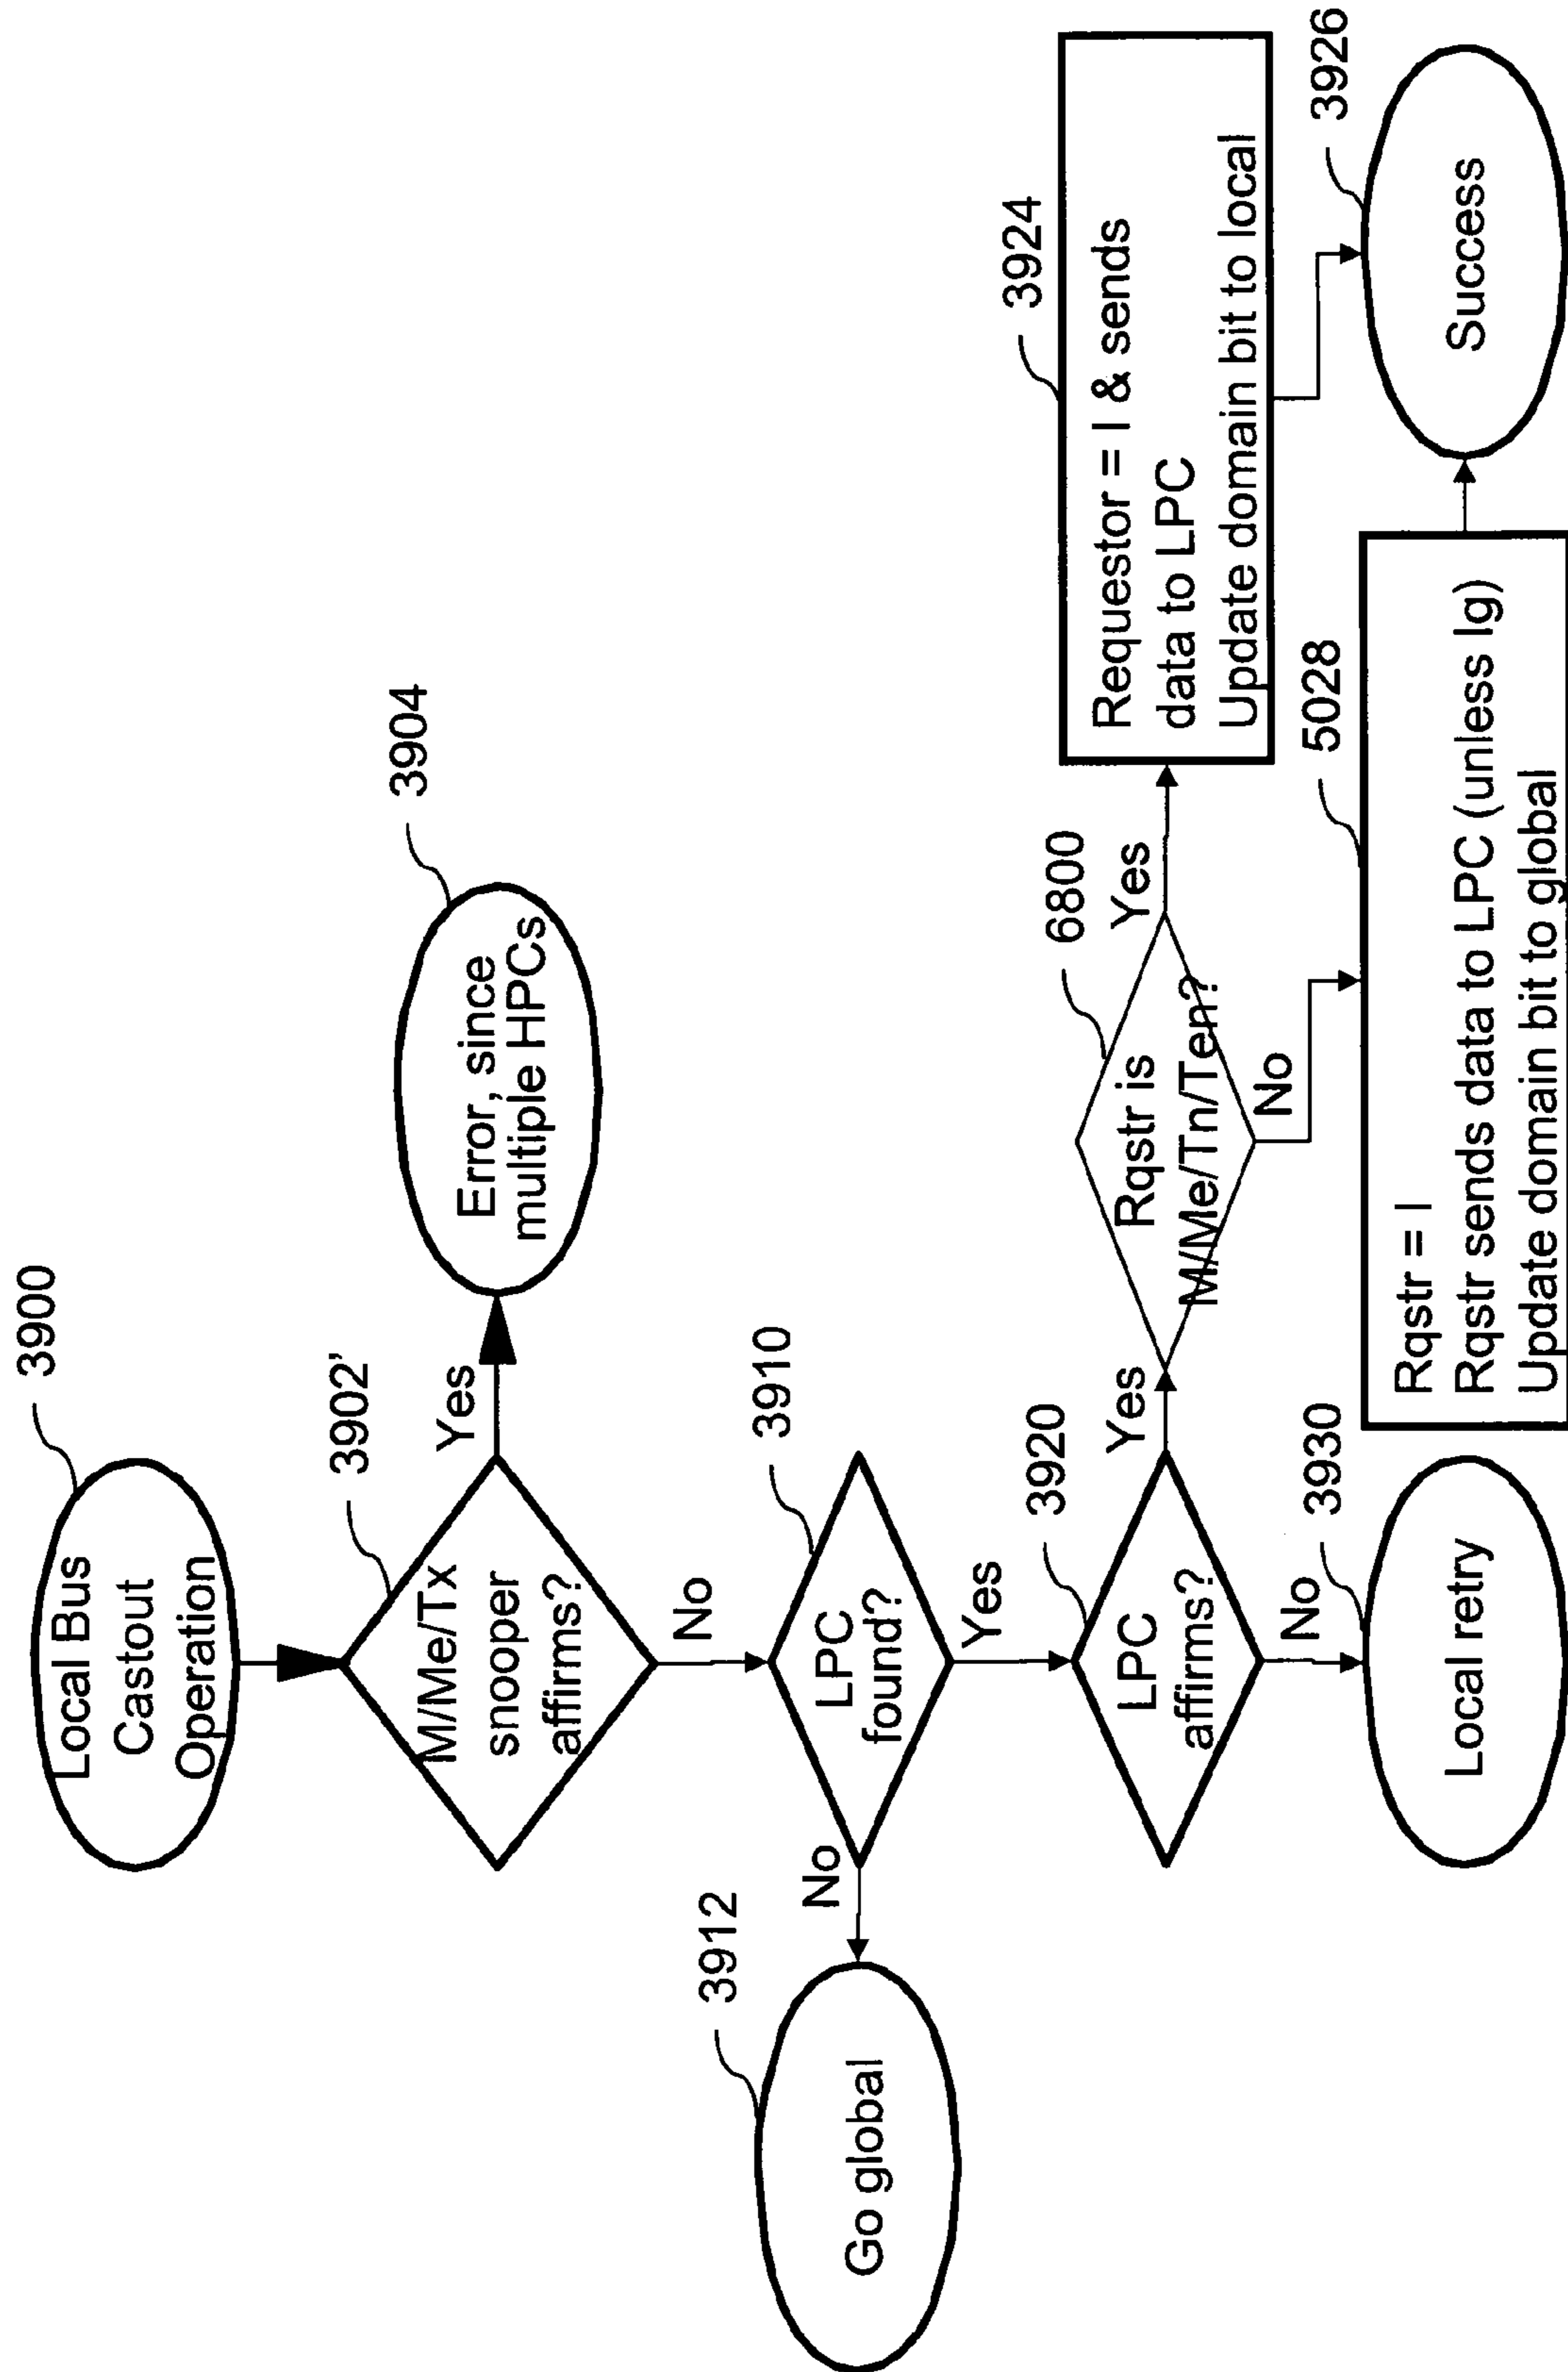 3900
Local Bus
Castout
Operation
3902'
M/Me/Tx
snooper
affirms?
Yes
3904
Error, since
multiple HPCs
No
3910
LPC
found?
No
3912
Go global
Yes
3920
LPC
affirms?
Yes
6800
Rqstr is
M/Me/Tn/Ten?
Yes
3924
Requestor = I & sends
data to LPC
Update domain bit to local
No
3930
Local retry
No
5028
Rqstr = I
Rqstr sends data to LPC (unless Ig)
Update domain bit to global
3926
Success